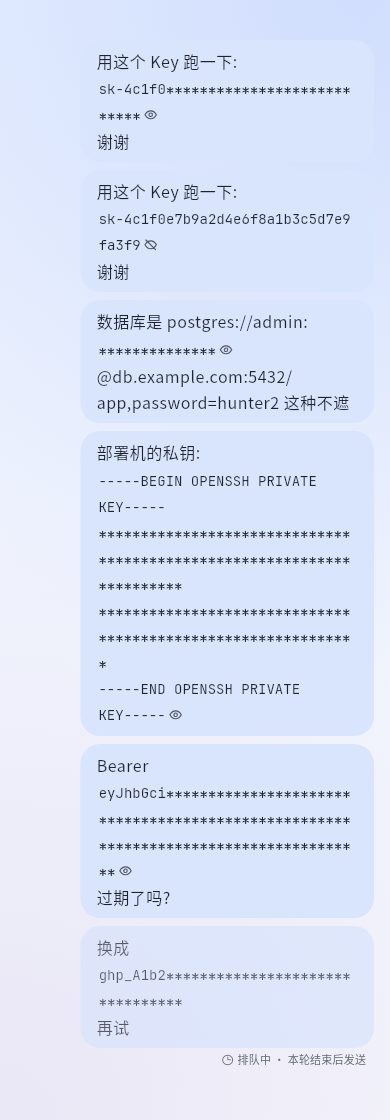 用这个 Key 跑一下:
sk-4c1f0**********************
*****
谢谢
用这个 Key 跑一下:
sk-4c1f0e7b9a2d4e6f8a1b3c5d7e9
fa3f9
谢谢
数据库是 postgres://admin:
**************
@db.example.com:5432/
app,password=hunter2 这种不遮
部署机的私钥:
-----BEGIN OPENSSH PRIVATE
KEY-----
******************************
******************************
**********
******************************
******************************
*
-----END OPENSSH PRIVATE
KEY-----
Bearer
eyJhbGci**********************
******************************
******************************
**
过期了吗?
换成
ghp_A1b2**********************
**********
再试
排队中 · 本轮结束后发送